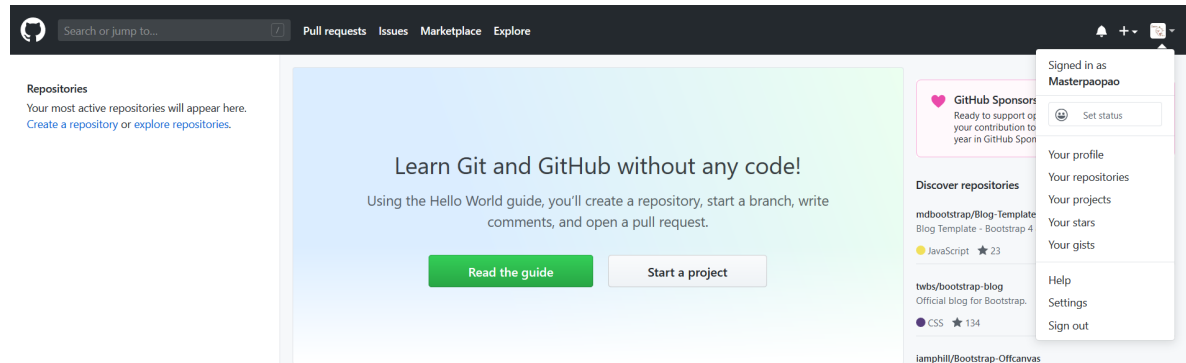 Search or jump to...
/
Pull requests
Issues
Marketplace
Explore
Repositories
Your most active repositories will appear here.
Create a repository or explore repositories.
Learn Git and GitHub without any code!
Using the Hello World guide, you’ll create a repository, start a branch, write
comments, and open a pull request.
Read the guide
Start a project
GitHub Sponsors
Ready to support op
your contribution to
year in GitHub Spon
Discover repositories
mdbootstrap/Blog-Template
Blog Template - Bootstrap 4
JavaScript
23
twbs/bootstrap-blog
Official blog for Bootstrap.
CSS
134
iamphill/Bootstrap-Offcanvas
Signed in as
Masterpaopao
Set status
Your profile
Your repositories
Your projects
Your stars
Your gists
Help
Settings
Sign out